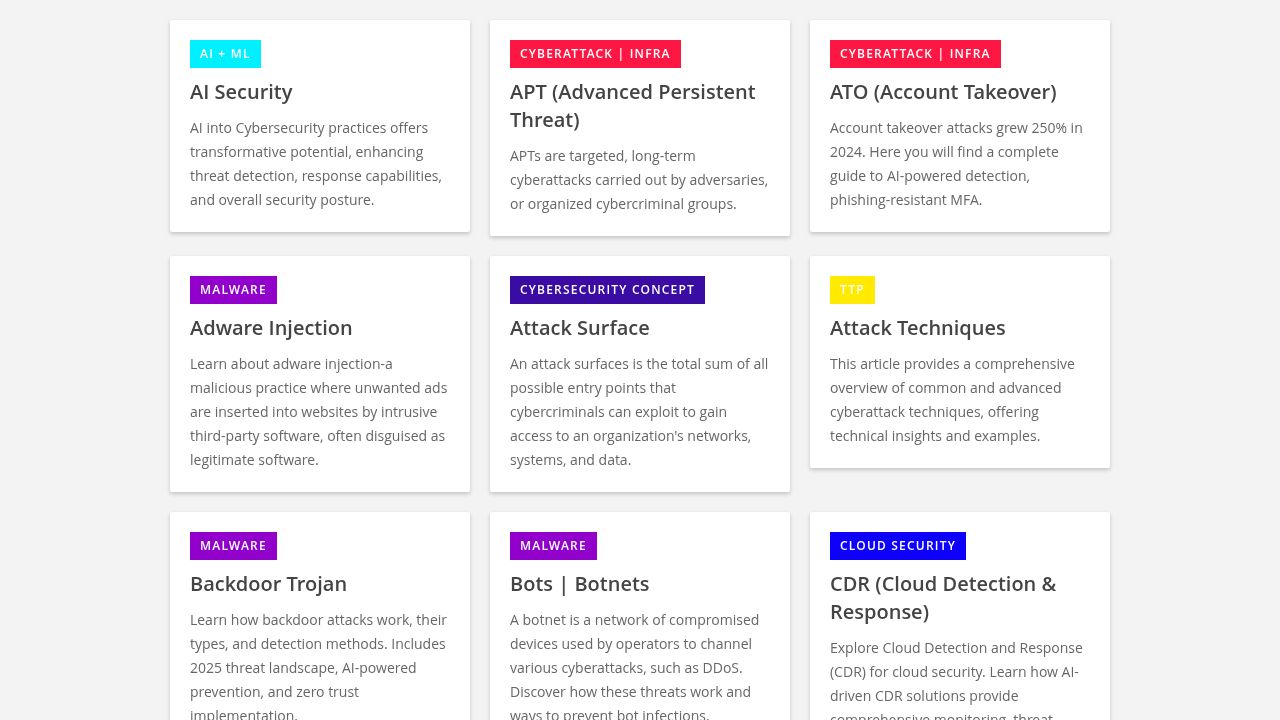 AI + ML
AI Security
AI into Cybersecurity practices offers
transformative potential, enhancing
threat detection, response capabilities,
and overall security posture.
CYBERATTACK | INFRA
APT (Advanced Persistent
Threat)
APTs are targeted, long-term
cyberattacks carried out by adversaries,
or organized cybercriminal groups.
CYBERATTACK | INFRA
ATO (Account Takeover)
Account takeover attacks grew 250% in
2024. Here you will find a complete
guide to AI-powered detection,
phishing-resistant MFA.
MALWARE
Adware Injection
Learn about adware injection-a
malicious practice where unwanted ads
are inserted into websites by intrusive
third-party software, often disguised as
legitimate software.
CYBERSECURITY CONCEPT
Attack Surface
An attack surfaces is the total sum of all
possible entry points that
cybercriminals can exploit to gain
access to an organization's networks,
systems, and data.
TTP
Attack Techniques
This article provides a comprehensive
overview of common and advanced
cyberattack techniques, offering
technical insights and examples.
MALWARE
Backdoor Trojan
Learn how backdoor attacks work, their
types, and detection methods. Includes
2025 threat landscape, AI-powered
prevention, and zero trust
implementation.
MALWARE
Bots | Botnets
A botnet is a network of compromised
devices used by operators to channel
various cyberattacks, such as DDoS.
Discover how these threats work and
ways to prevent bot infections.
CLOUD SECURITY
CDR (Cloud Detection &
Response)
Explore Cloud Detection and Response
(CDR) for cloud security. Learn how AI-
driven CDR solutions provide
comprehensive monitoring, threat